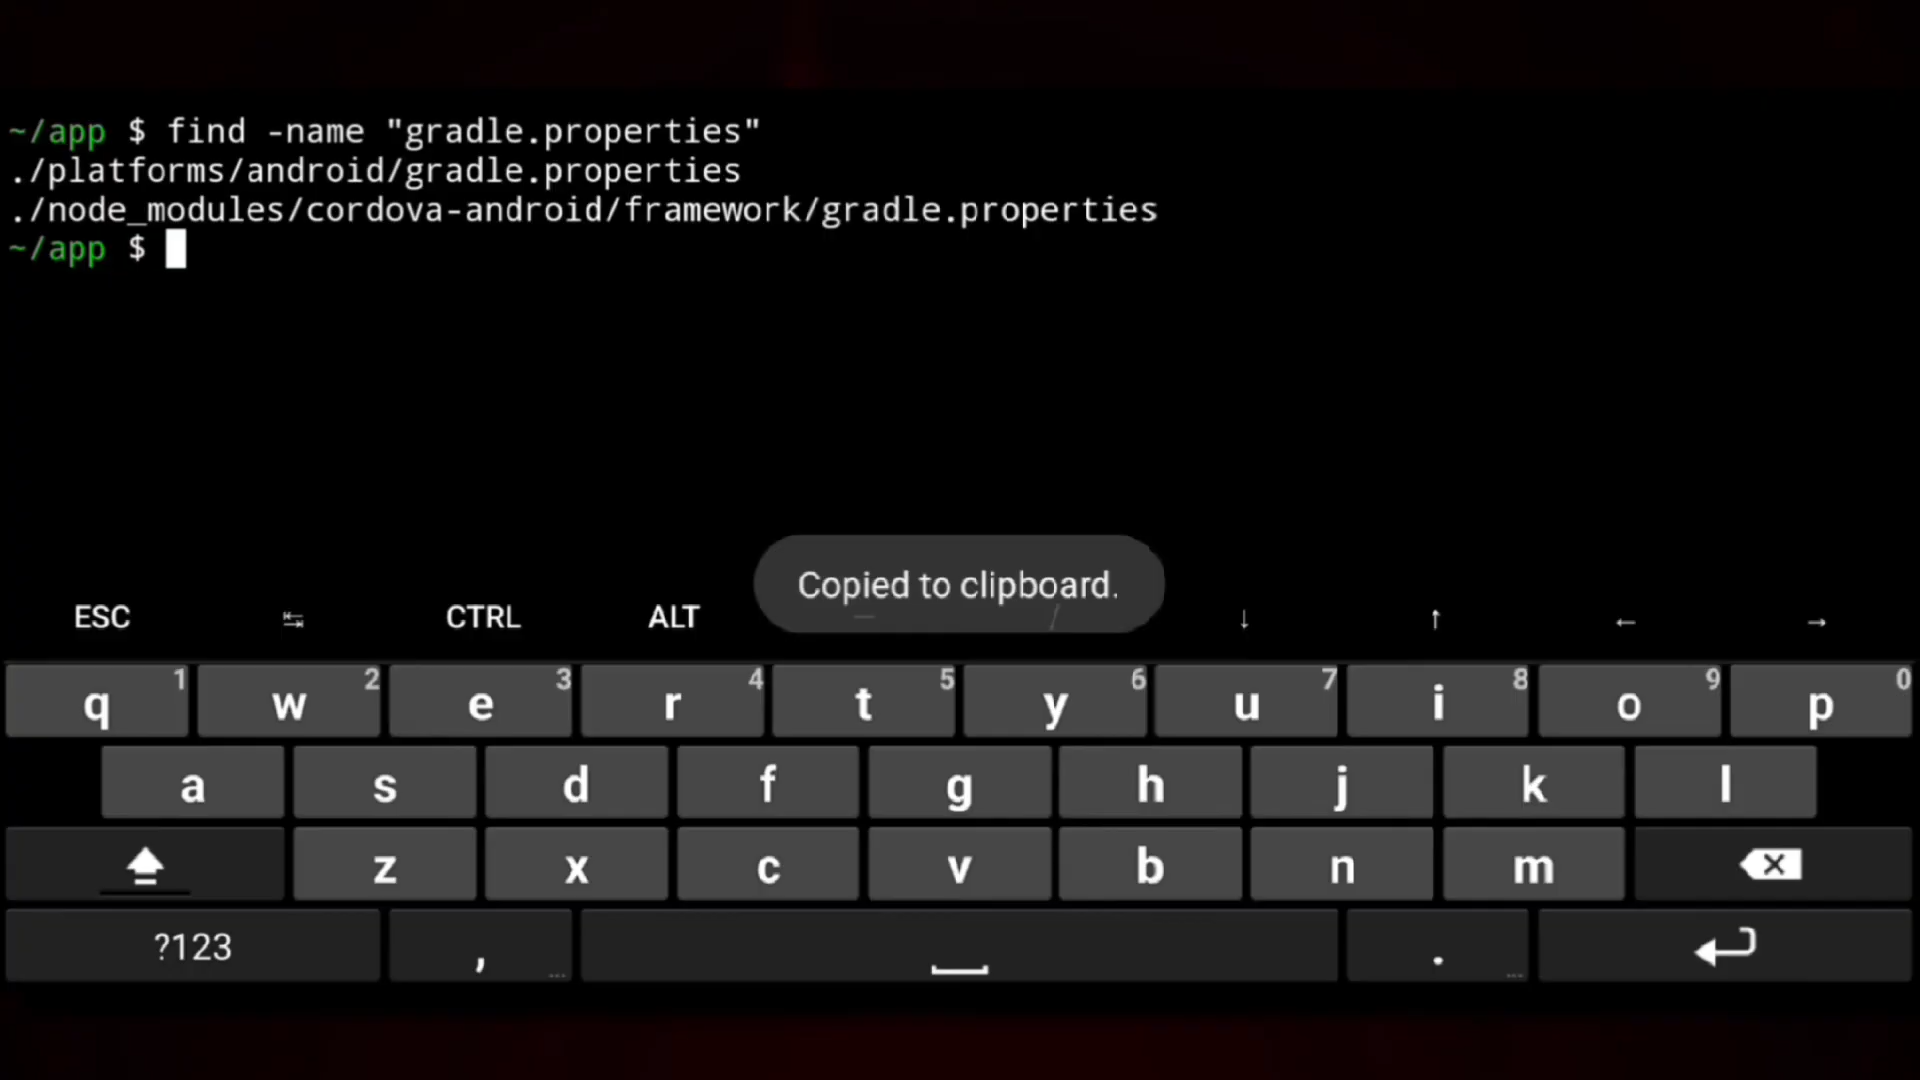 ~/app $ find -name "gradle.properties"
./platforms/android/gradle.properties
./node_modules/cordova-android/framework/gradle.properties
~/app $
Copied to clipboard.
ESC ↹ CTRL ALT — / ↓ ↑ ← →
q 1 w 2 e 3 r 4 t 5 y 6 u 7 i 8 o 9 p 0
a s d f g h j k l
z x c v b n m
?123 , ... . ...